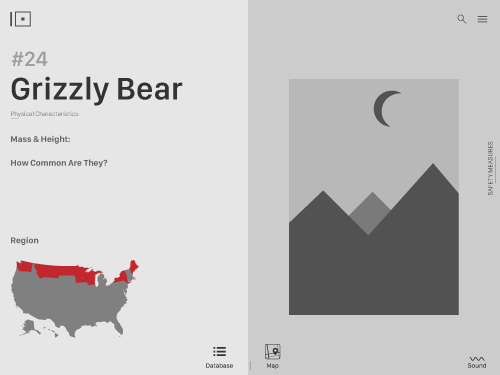 #24
Grizzly Bear
Physical Characteristics
Mass & Height:
How Common Are They?
Region
Database
Map
SAFETY MEASURES
Sound